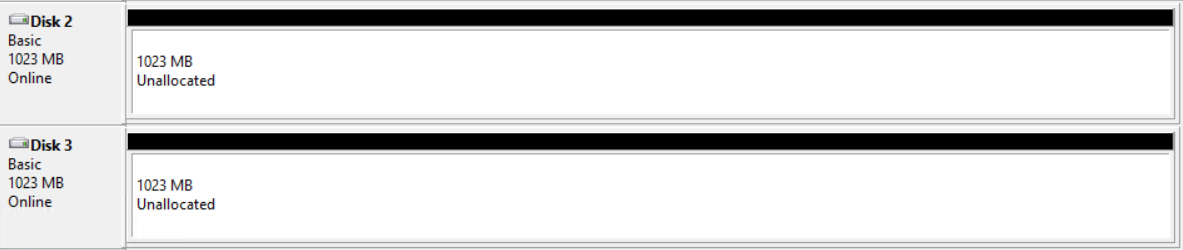 Disk 2
Basic
1023 MB
Online
1023 MB
Unallocated
Disk 3
Basic
1023 MB
Online
1023 MB
Unallocated